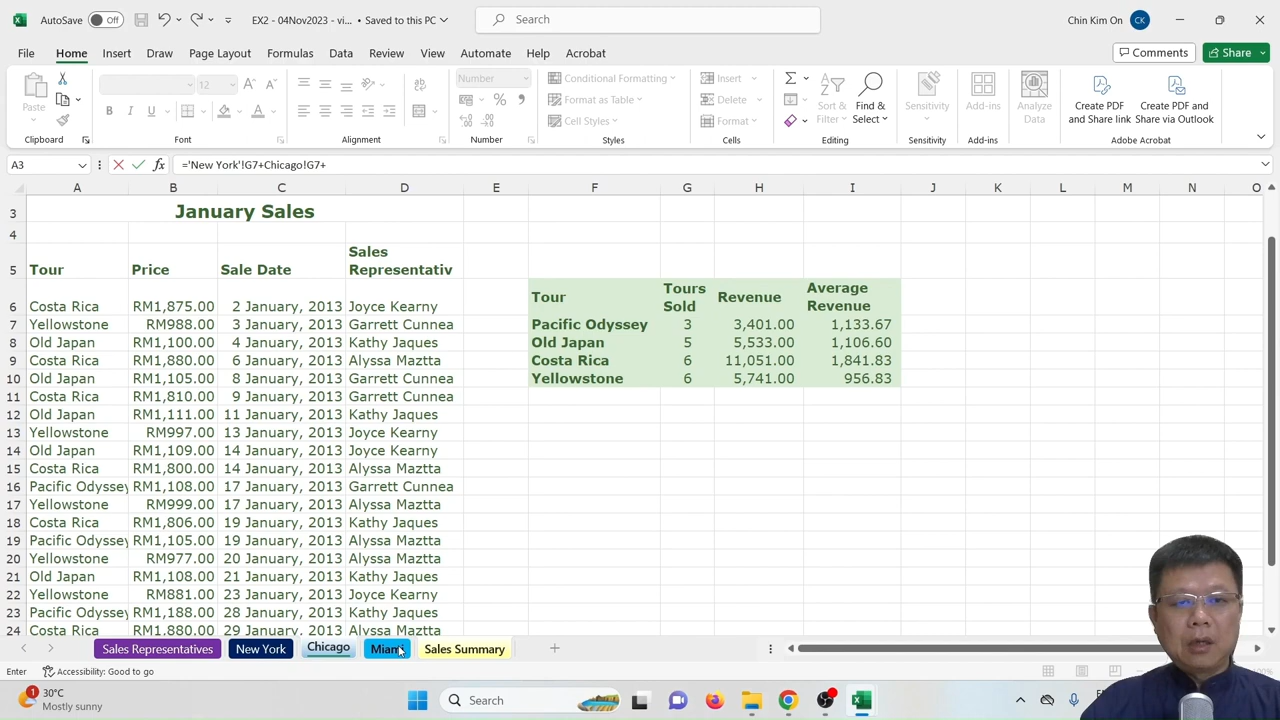 AutoSave Off EX2 - 04Nov2023 - vi... • Saved to this PC Search Chin Kim On CK
File Home Insert Draw Page Layout Formulas Data Review View Automate Help Acrobat Comments Share
Paste 12 Number Conditional Formatting Insert Sort & Filter Find & Select Sensitivity Add-ins Analyze Data Create PDF and Share link Create PDF and Share via Outlook
Format as Table Delete
Cell Styles Format
Clipboard Font Alignment Number Styles Cells Editing Sensitivity Add-ins Adobe Acrobat
A3 ='New York'!G7+Chicago!G7+
A B C D E F G H I J K L M N O
3 January Sales
4
5 Tour Price Sale Date Sales Representativ
Tour Tours Sold Revenue Average Revenue
6 Costa Rica RM1,875.00 2 January, 2013 Joyce Kearny
7 Yellowstone RM988.00 3 January, 2013 Garrett Cunnea Pacific Odyssey 3 3,401.00 1,133.67
8 Old Japan RM1,100.00 4 January, 2013 Kathy Jaques Old Japan 5 5,533.00 1,106.60
9 Costa Rica RM1,880.00 6 January, 2013 Alyssa Maztta Costa Rica 6 11,051.00 1,841.83
10 Old Japan RM1,105.00 8 January, 2013 Garrett Cunnea Yellowstone 6 5,741.00 956.83
11 Costa Rica RM1,810.00 9 January, 2013 Garrett Cunnea
12 Old Japan RM1,111.00 11 January, 2013 Kathy Jaques
13 Yellowstone RM997.00 13 January, 2013 Joyce Kearny
14 Old Japan RM1,109.00 14 January, 2013 Joyce Kearny
15 Costa Rica RM1,800.00 14 January, 2013 Alyssa Maztta
16 Pacific Odyssey RM1,108.00 17 January, 2013 Garrett Cunnea
17 Yellowstone RM999.00 17 January, 2013 Alyssa Maztta
18 Costa Rica RM1,806.00 19 January, 2013 Kathy Jaques
19 Pacific Odyssey RM1,105.00 19 January, 2013 Alyssa Maztta
20 Yellowstone RM977.00 20 January, 2013 Alyssa Maztta
21 Old Japan RM1,108.00 21 January, 2013 Kathy Jaques
22 Yellowstone RM881.00 23 January, 2013 Joyce Kearny
23 Pacific Odyssey RM1,188.00 28 January, 2013 Kathy Jaques
24 Costa Rica RM1,880.00 29 January, 2013 Alyssa Maztta
Sales Representatives New York Chicago Miami Sales Summary
Enter Accessibility: Good to go
30°C
Mostly sunny
1
Search